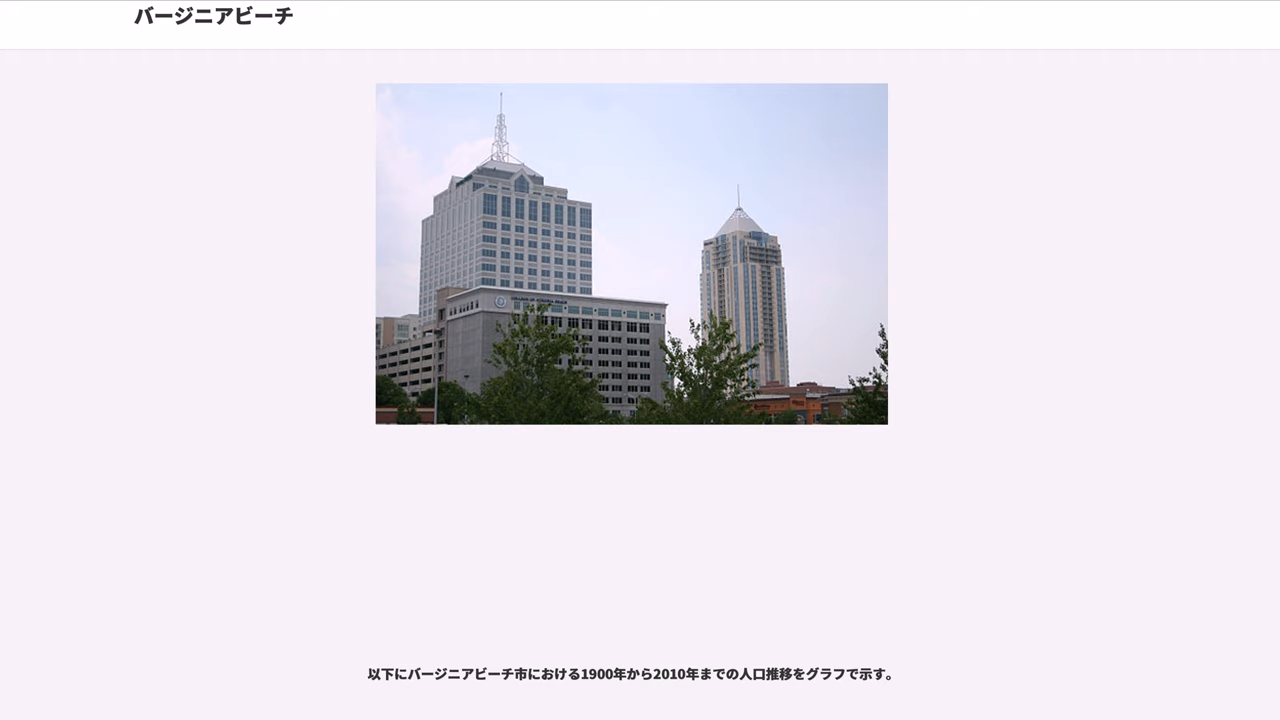 バージニアビーチ
以下にバージニアビーチ市における1900年から2010年までの人口推移をグラフで示す。